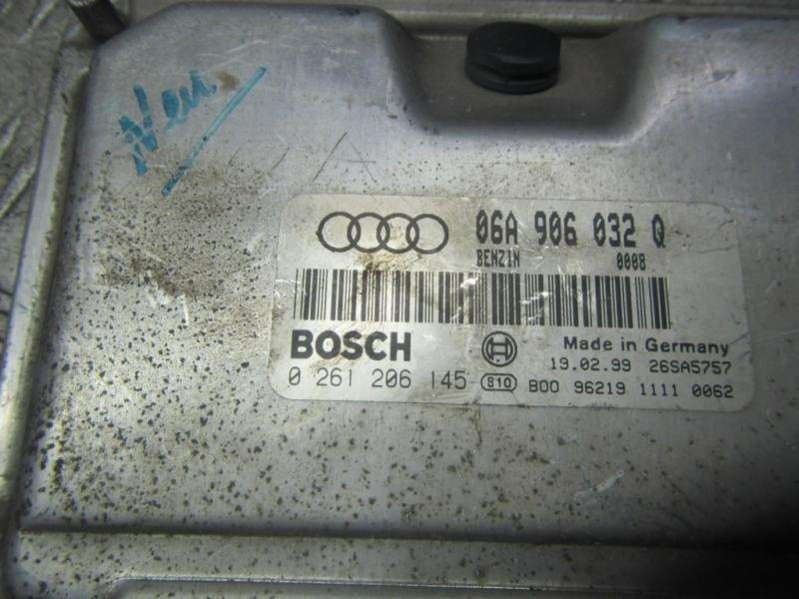 Neu
A
06A 906 032 Q
BENZIN 0008
BOSCH Made in Germany
19.02.99 26SA5757
0 261 206 145 810 B00 96219 1111 0062